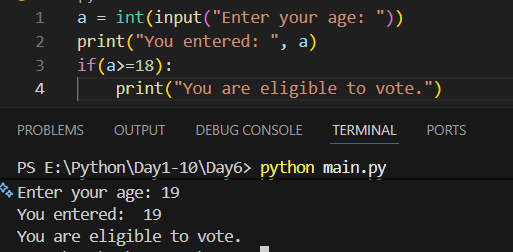 1 a = int(input("Enter your age: "))
2 print("You entered: ", a)
3 if(a>=18):
4     print("You are eligible to vote.")
PROBLEMS OUTPUT DEBUG CONSOLE TERMINAL PORTS
PS E:\Python\Day1-10\Day6> python main.py
Enter your age: 19
You entered:  19
You are eligible to vote.